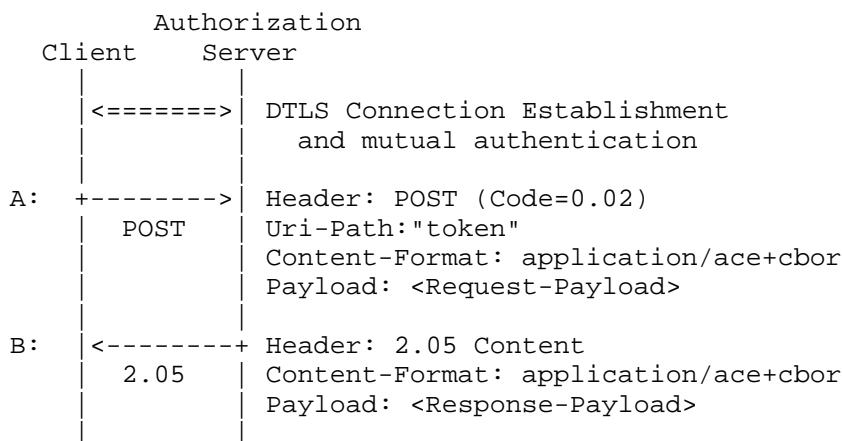 Authorization
Client Server
<=======> DTLS Connection Establishment
and mutual authentication
A: +--------> Header: POST (Code=0.02)
POST Uri-Path:"token"
Content-Format: application/ace+cbor
Payload: <Request-Payload>
B: <--------+ Header: 2.05 Content
2.05 Content-Format: application/ace+cbor
Payload: <Response-Payload>